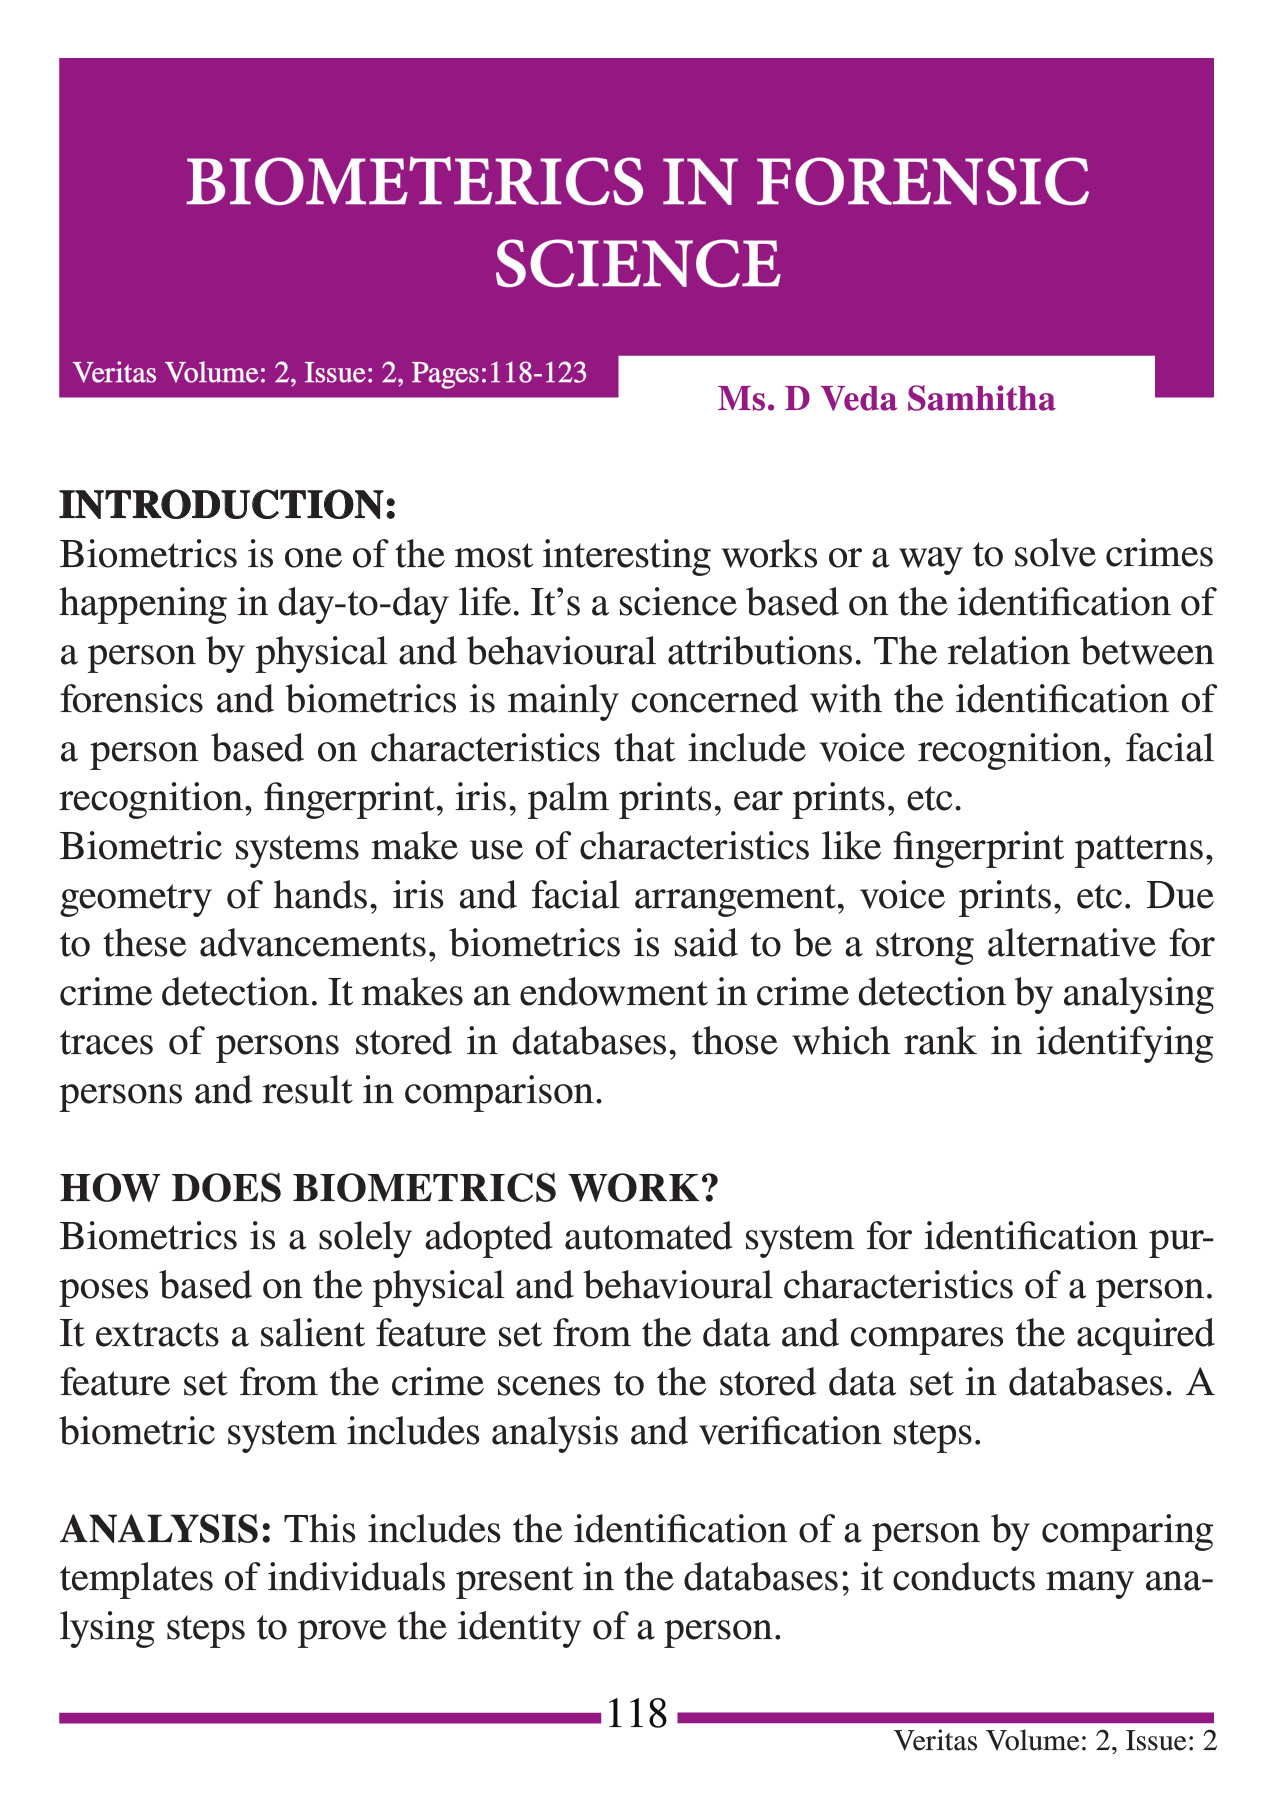 BIOMETERICS IN FORENSIC
SCIENCE
Veritas Volume: 2, Issue: 2, Pages:118-123
Ms. D Veda Samhitha
INTRODUCTION:
Biometrics is one of the most interesting works or a way to solve crimes
happening in day-to-day life. It’s a science based on the identification of
a person by physical and behavioural attributions. The relation between
forensics and biometrics is mainly concerned with the identification of
a person based on characteristics that include voice recognition, facial
recognition, fingerprint, iris, palm prints, ear prints, etc.
Biometric systems make use of characteristics like fingerprint patterns,
geometry of hands, iris and facial arrangement, voice prints, etc. Due
to these advancements, biometrics is said to be a strong alternative for
crime detection. It makes an endowment in crime detection by analysing
traces of persons stored in databases, those which rank in identifying
persons and result in comparison.
HOW DOES BIOMETRICS WORK?
Biometrics is a solely adopted automated system for identification pur-
poses based on the physical and behavioural characteristics of a person.
It extracts a salient feature set from the data and compares the acquired
feature set from the crime scenes to the stored data set in databases. A
biometric system includes analysis and verification steps.
ANALYSIS: This includes the identification of a person by comparing
templates of individuals present in the databases; it conducts many ana-
lysing steps to prove the identity of a person.
118
Veritas Volume: 2, Issue: 2